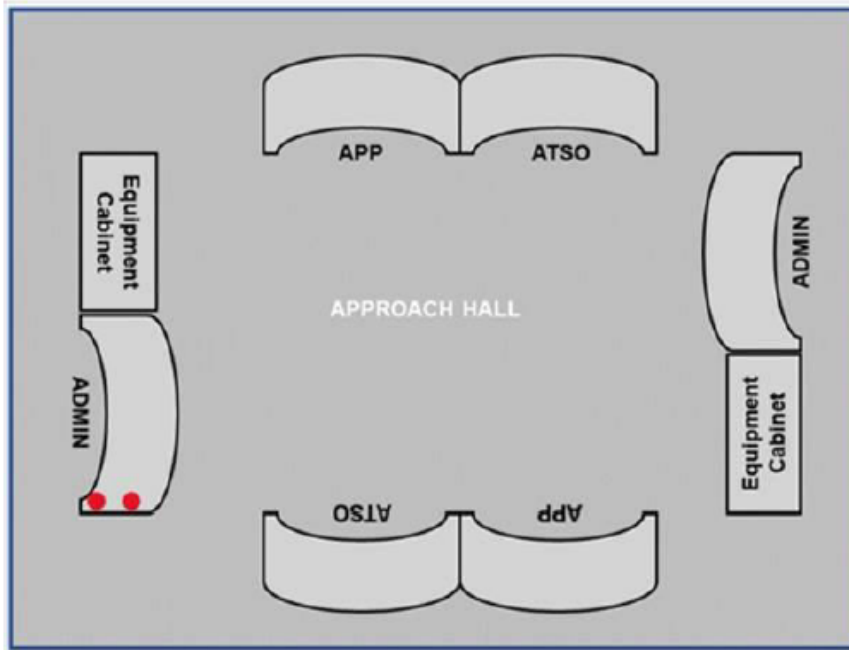 APP
ATSO
Equipment
Cabinet
ADMIN
APPROACH HALL
ADMIN
Equipment
Cabinet
ATSO
APP